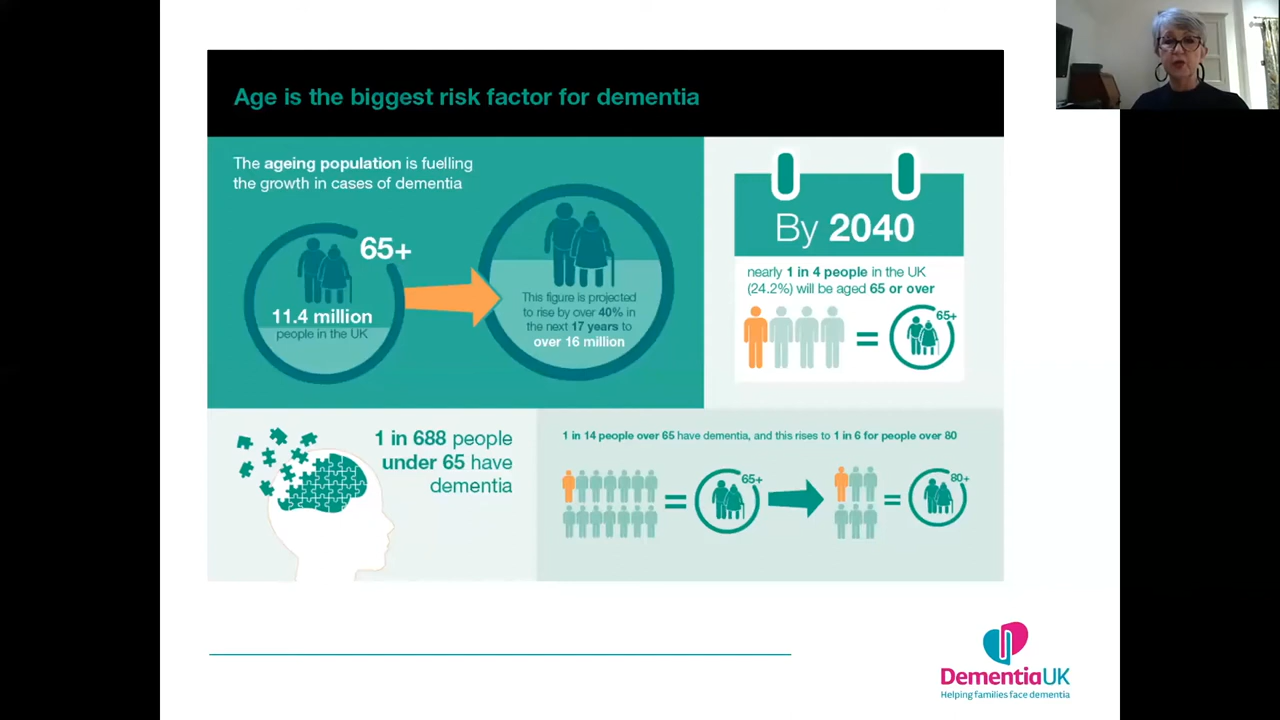 Age is the biggest risk factor for dementia
The ageing population is fuelling
the growth in cases of dementia
65+
11.4 million
people in the UK
This figure is projected
to rise by over 40% in
the next 17 years to
over 16 million
By 2040
nearly 1 in 4 people in the UK
(24.2%) will be aged 65 or over
=
65+
1 in 688 people
under 65 have
dementia
1 in 14 people over 65 have dementia, and this rises to 1 in 6 for people over 80
=
65+
=
80+
DementiaUK
Helping families face dementia